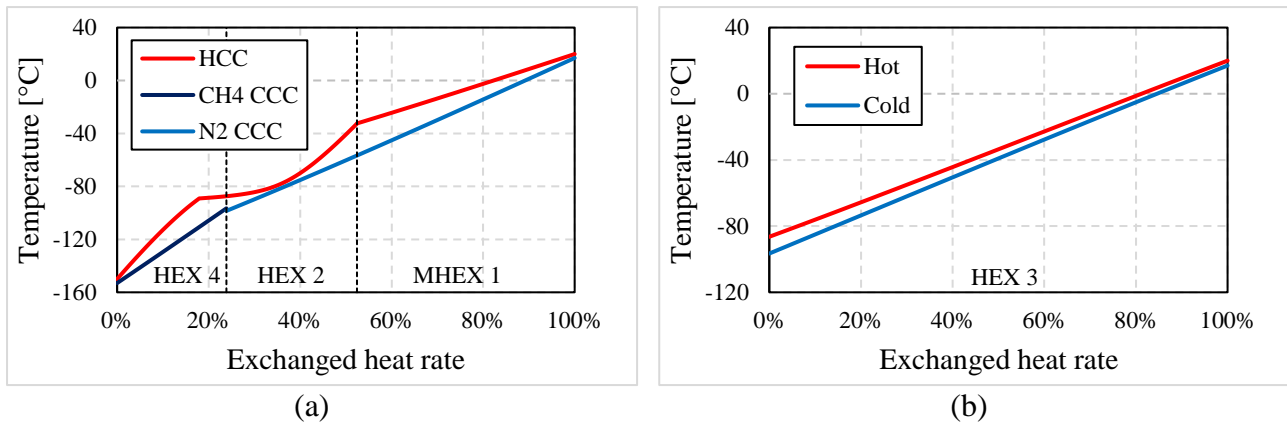 40
0
-40
-80
-120
-160
Temperature [°C]
HCC
CH4 CCC
N2 CCC
HEX 4
HEX 2
MHEX 1
0%
20%
40%
60%
80%
100%
Exchanged heat rate
(a)
40
0
-40
-80
-120
Temperature [°C]
Hot
Cold
HEX 3
0%
20%
40%
60%
80%
100%
Exchanged heat rate
(b)